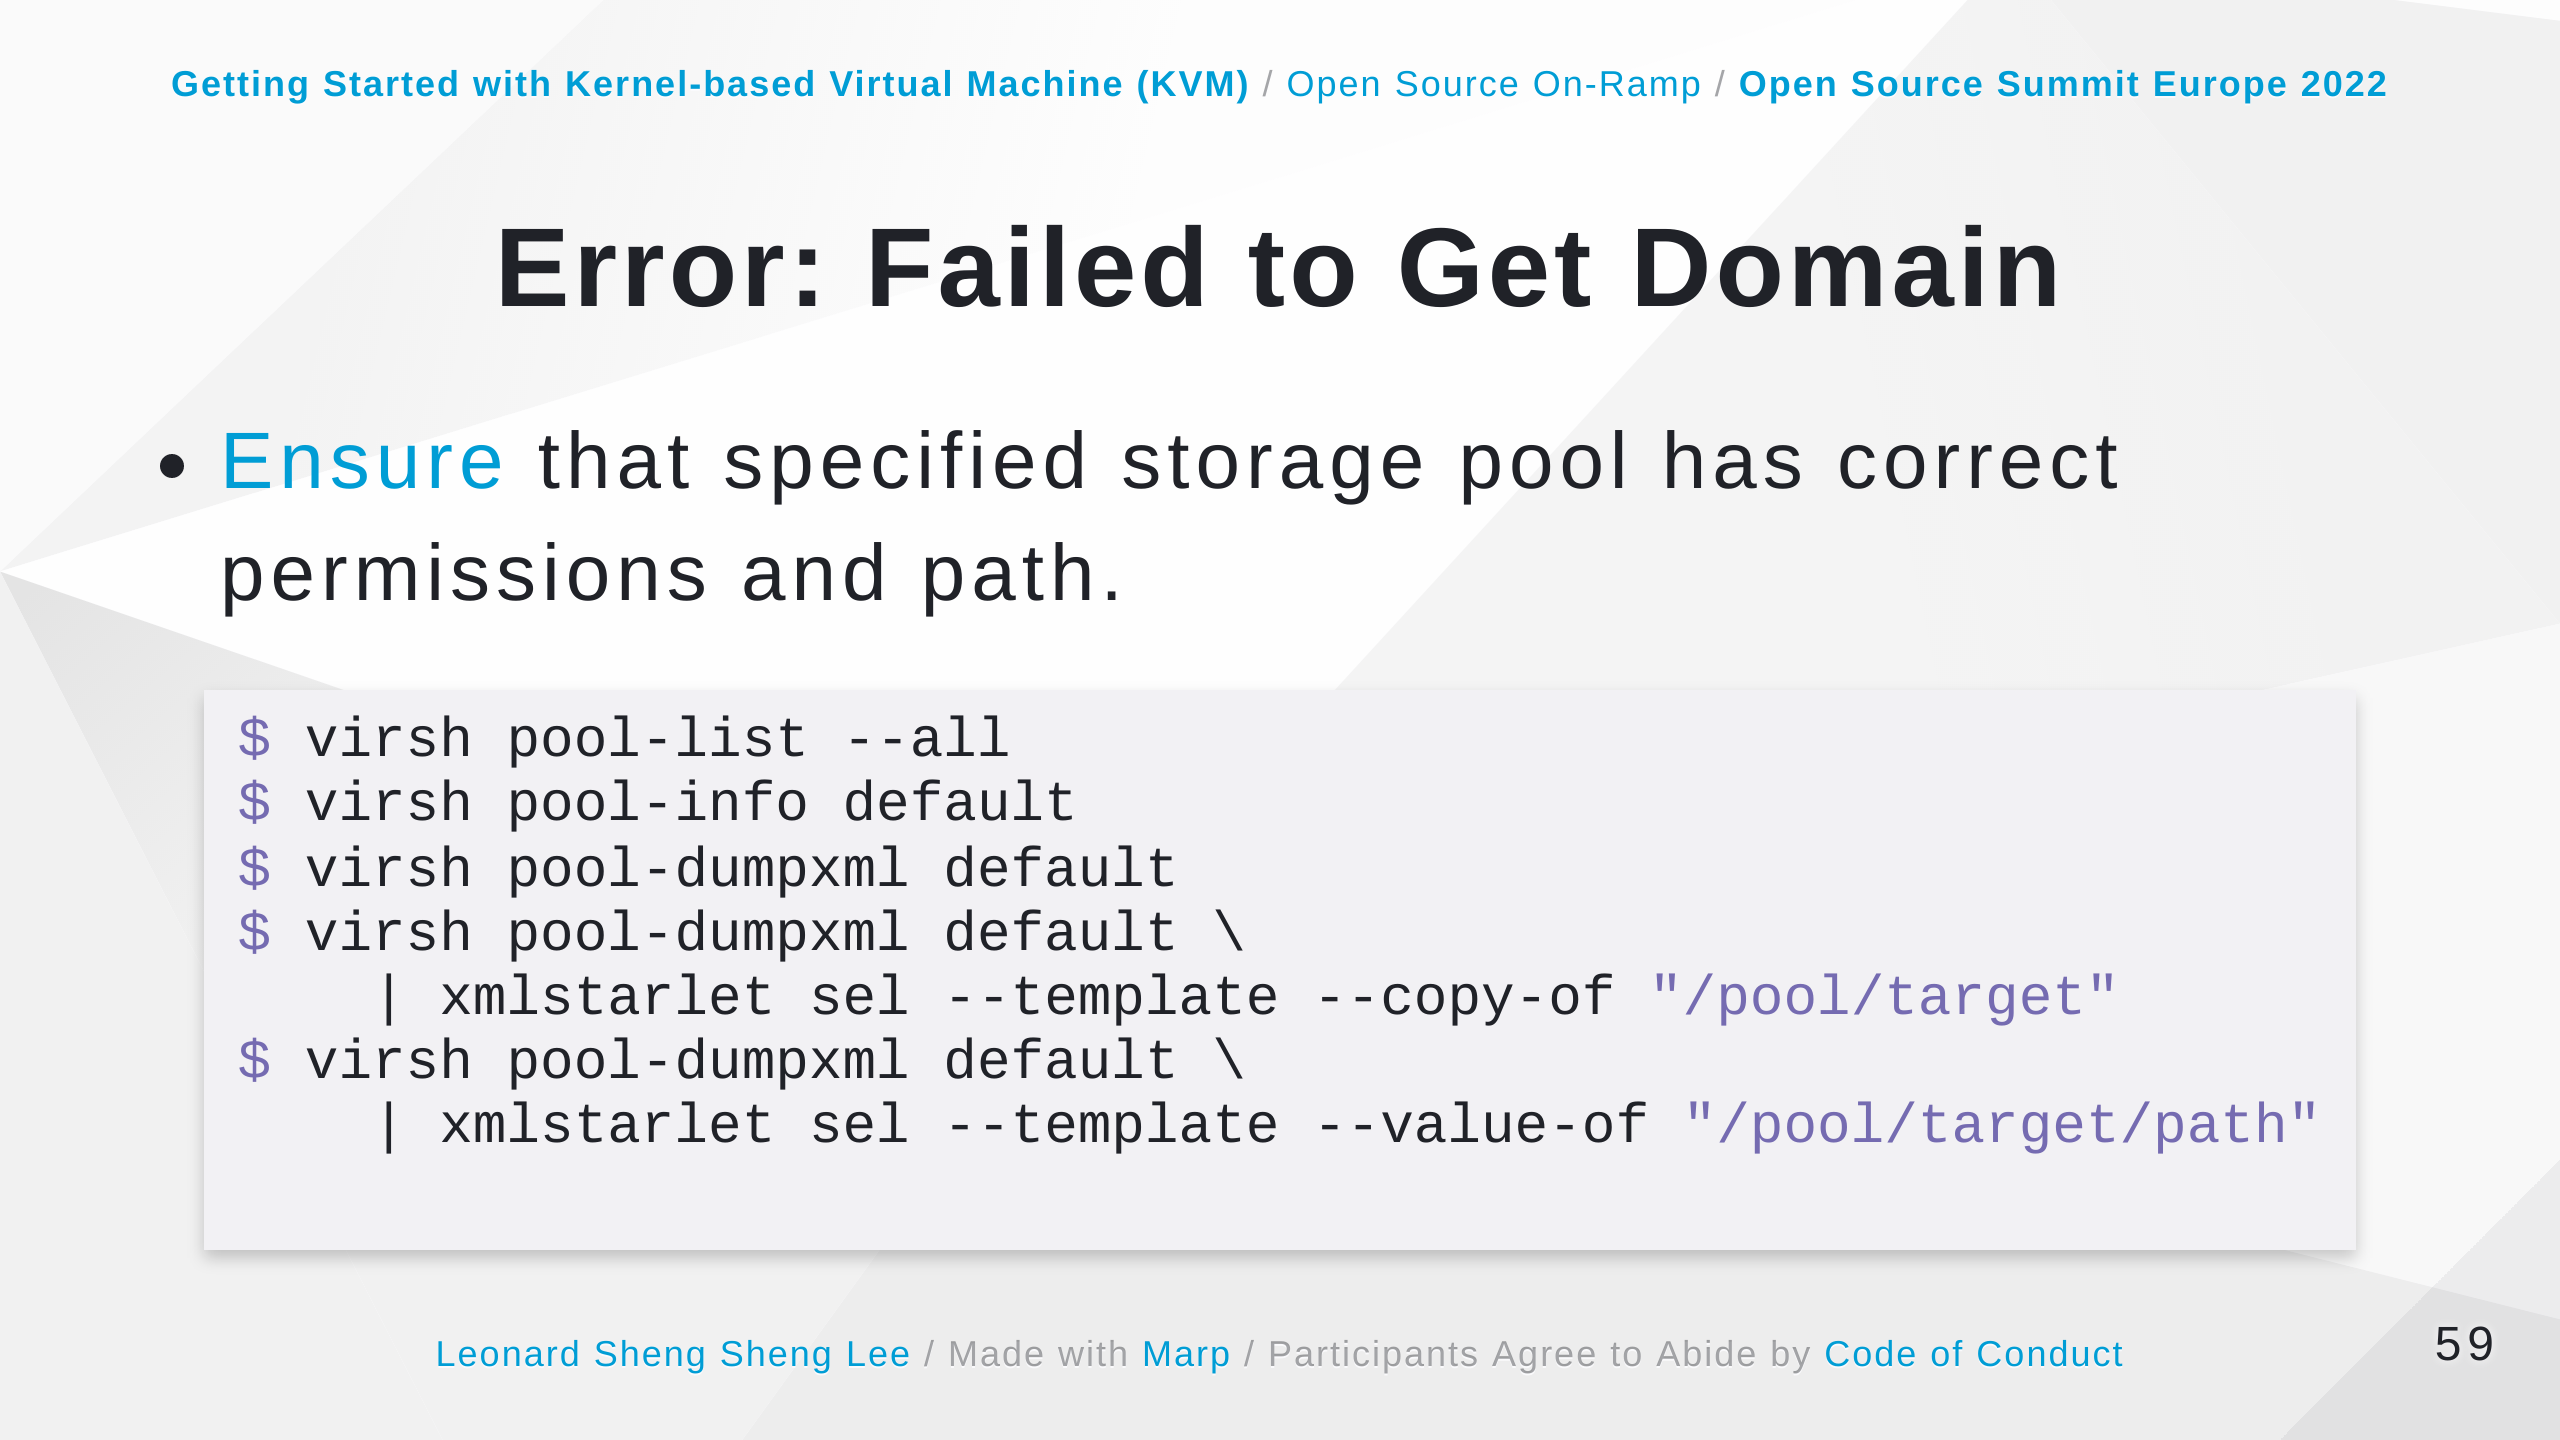 Getting Started with Kernel-based Virtual Machine (KVM) / Open Source On-Ramp / Open Source Summit Europe 2022
Error: Failed to Get Domain
• Ensure that specified storage pool has correct
permissions and path.
$ virsh pool-list --all
$ virsh pool-info default
$ virsh pool-dumpxml default
$ virsh pool-dumpxml default \
    | xmlstarlet sel --template --copy-of "/pool/target"
$ virsh pool-dumpxml default \
    | xmlstarlet sel --template --value-of "/pool/target/path"
Leonard Sheng Sheng Lee / Made with Marp / Participants Agree to Abide by Code of Conduct
59